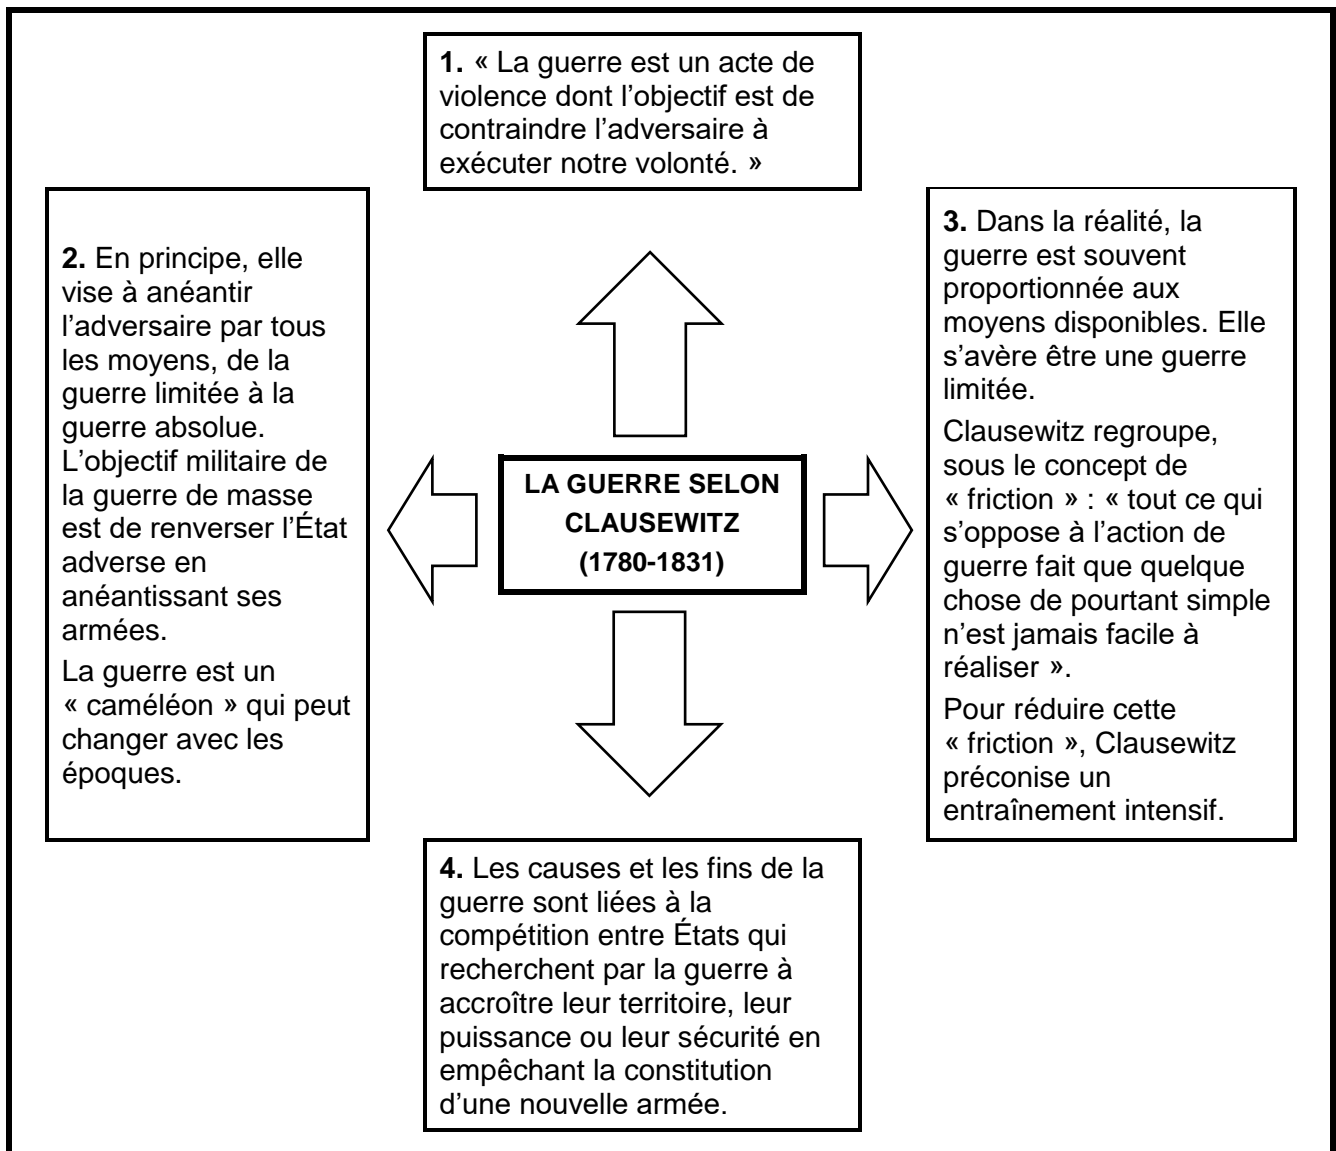 1. « La guerre est un acte de
violence dont l’objectif est de
contraindre l’adversaire à
exécuter notre volonté. »
2. En principe, elle
vise à anéantir
l’adversaire par tous
les moyens, de la
guerre limitée à la
guerre absolue.
L’objectif militaire de
la guerre de masse
est de renverser l’État
adverse en
anéantissant ses
armées.
La guerre est un
« caméléon » qui peut
changer avec les
époques.
LA GUERRE SELON
CLAUSEWITZ
(1780-1831)
3. Dans la réalité, la
guerre est souvent
proportionnée aux
moyens disponibles. Elle
s’avère être une guerre
limitée.
Clausewitz regroupe,
sous le concept de
« friction » : « tout ce qui
s’oppose à l’action de
guerre fait que quelque
chose de pourtant simple
n’est jamais facile à
réaliser ».
Pour réduire cette
« friction », Clausewitz
préconise un
entraînement intensif.
4. Les causes et les fins de la
guerre sont liées à la
compétition entre États qui
recherchent par la guerre à
accroître leur territoire, leur
puissance ou leur sécurité en
empêchant la constitution
d’une nouvelle armée.